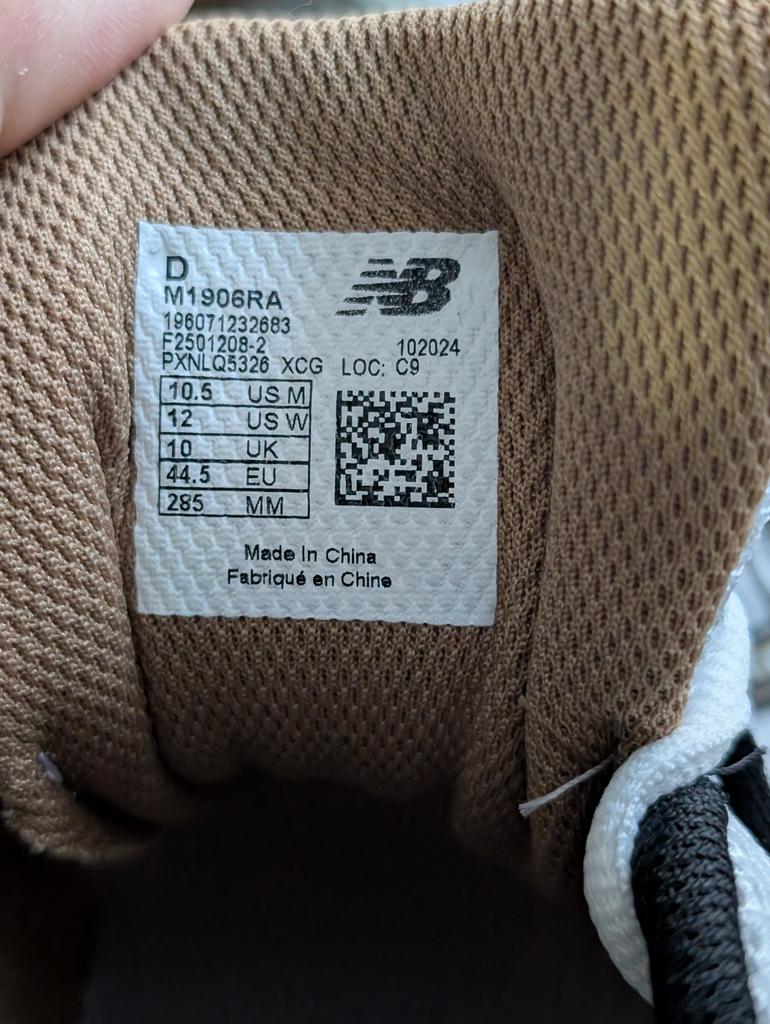 D
NB
M1906RA
196071232683
F2501208-2 102024
PXNLQ5326 XCG LOC: C9
10.5 US M
12 US W
10 UK
44.5 EU
285 MM
Made In China
Fabriqué en Chine